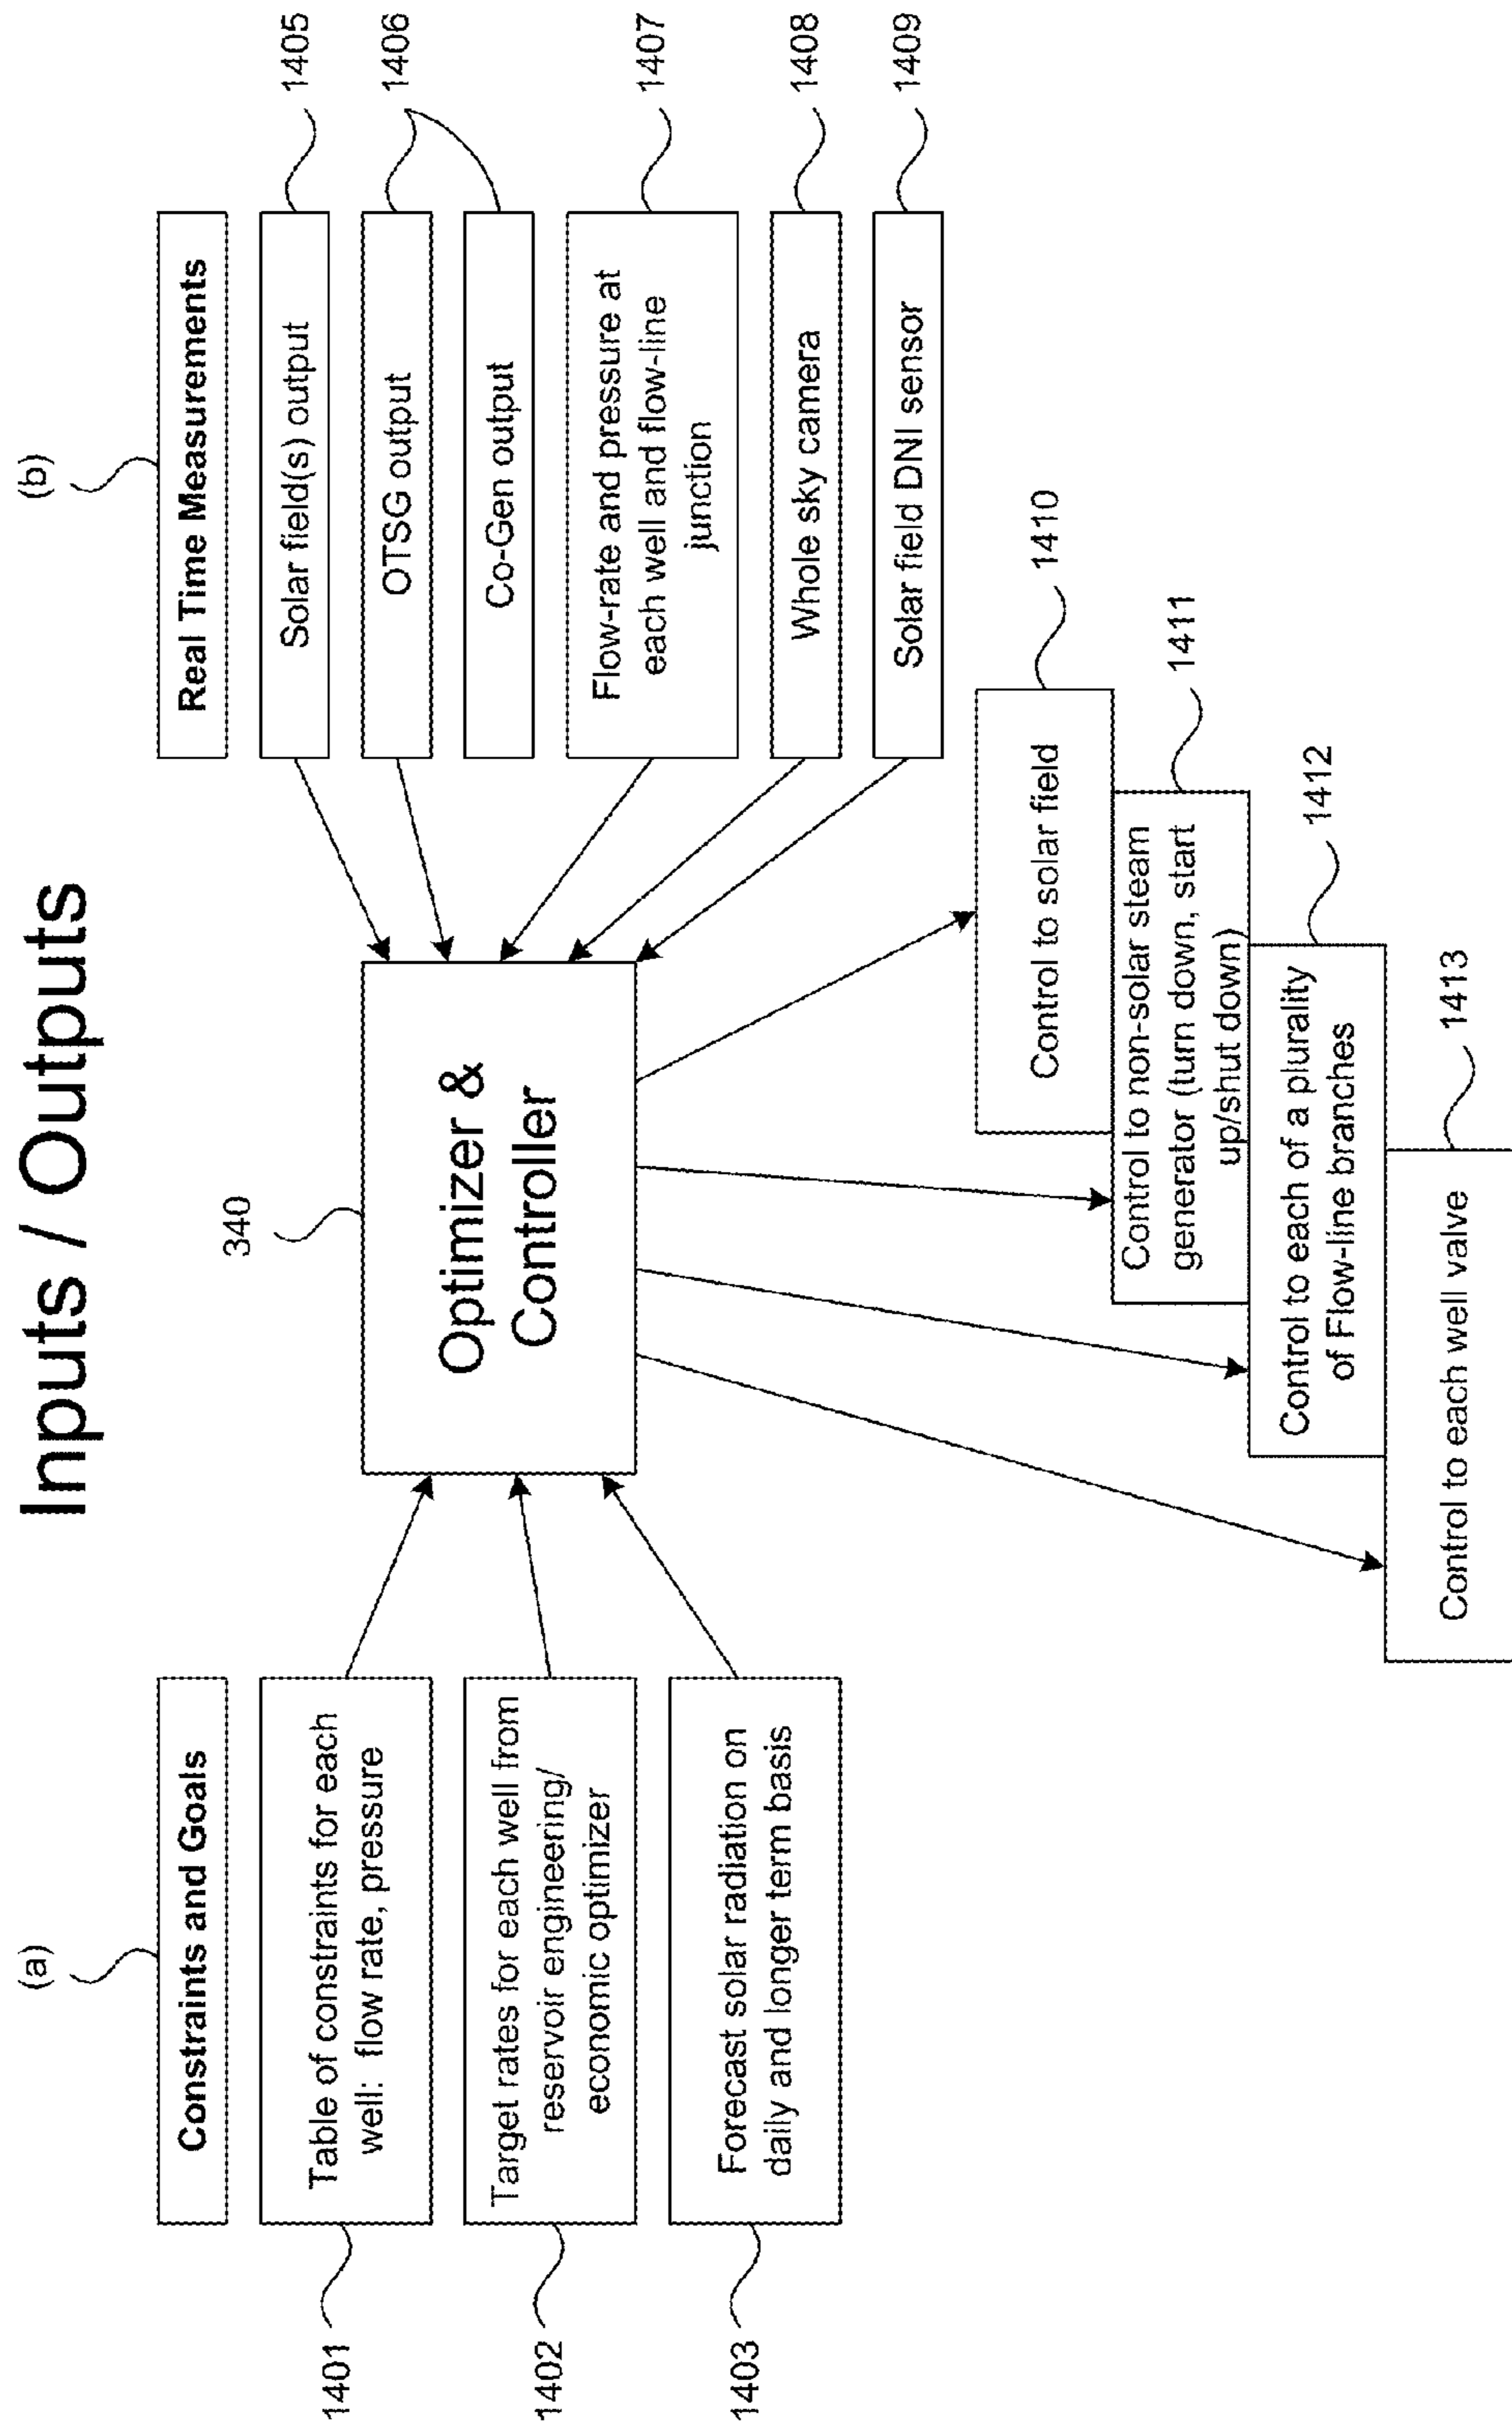 Inputs / Outputs
(a)
Constraints and Goals
1401
Table of constraints for each
well: flow rate, pressure
1402
Target rates for each well from
reservoir engineering/
economic optimizer
1403
Forecast solar radiation on
daily and longer term basis
340
Optimizer &
Controller
(b)
Real Time Measurements
Solar field(s) output
1405
OTSG output
1406
Co-Gen output
Flow-rate and pressure at
each well and flow-line
junction
1407
Whole sky camera
1408
Solar field DNI sensor
1409
Control to solar field
1410
Control to non-solar steam
generator (turn down, start
up/shut down)
1411
Control to each of a plurality
of Flow-line branches
1412
Control to each well valve
1413